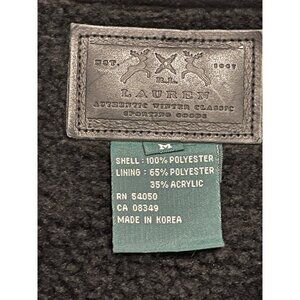 EST. 1967
R.L.
LAUREN
AUTHENTIC WINTER CLASSIC
SPORTING GOODS
M
SHELL: 100% POLYESTER
LINING: 65% POLYESTER
35% ACRYLIC
RN 54050
CA 08349
MADE IN KOREA